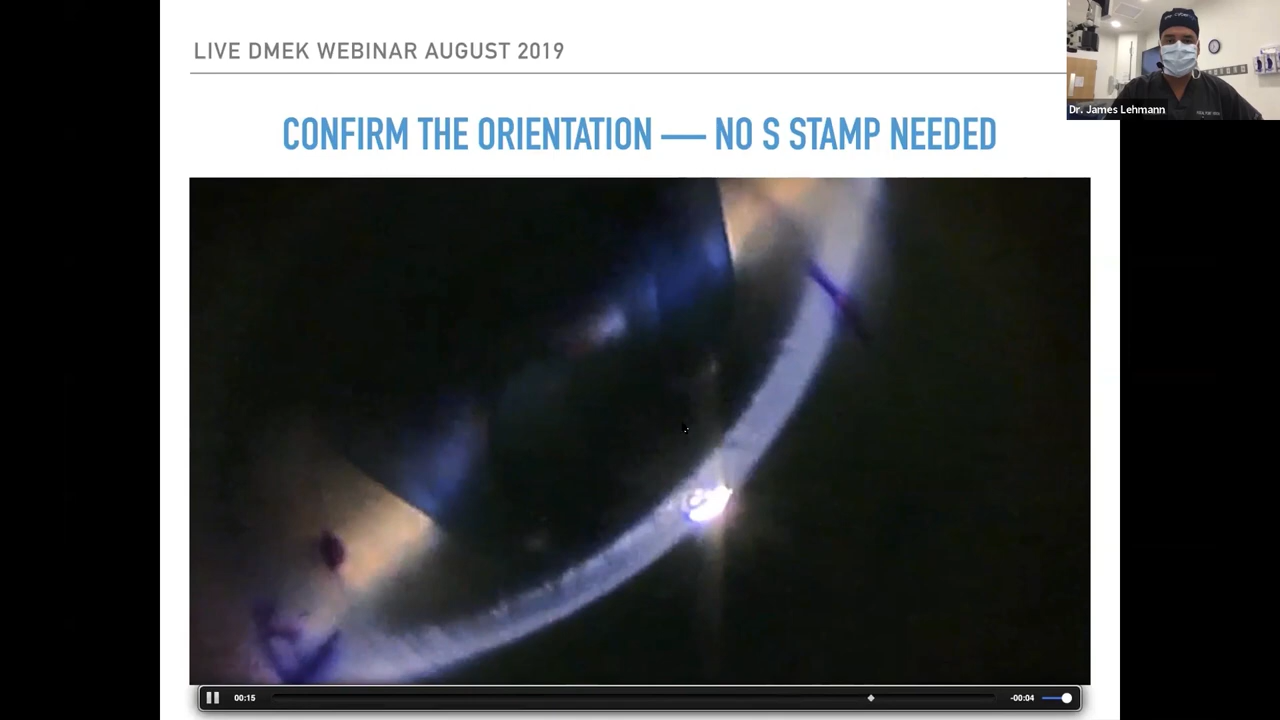 LIVE DMEK WEBINAR AUGUST 2019
Dr. James Lehmann
CONFIRM THE ORIENTATION — NO S STAMP NEEDED
00:15
-00:04